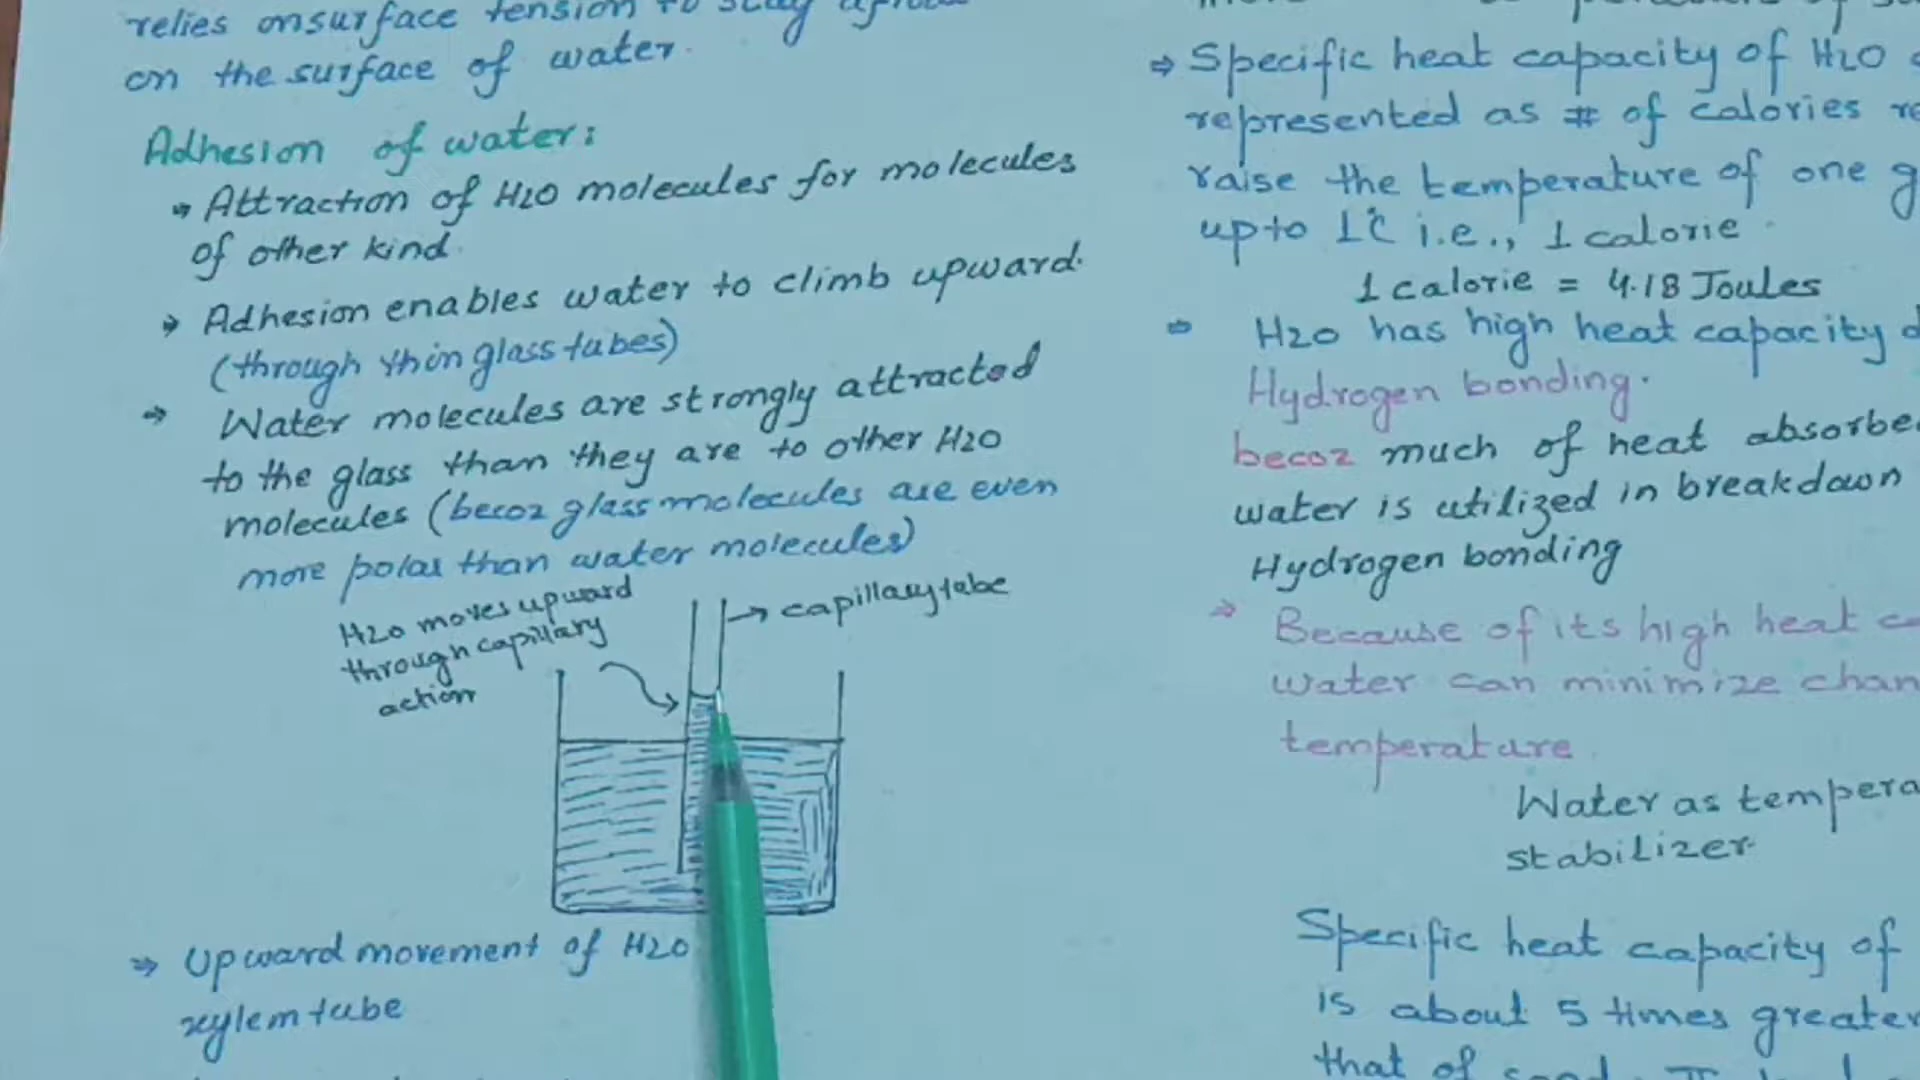 relies on surface tension to stay
on the surface of water.
Adhesion of water:
⇒ Attraction of H2O molecules for molecules
of other kind.
⇒ Adhesion enables water to climb upward.
(through thin glass tubes)
⇒ Water molecules are strongly attracted
to the glass than they are to other H2O
molecules (becoz glass molecules are even
more polar than water molecules)
H2O moves upward
through capillary
action
→ capillary tube
⇒ Upward movement of H2O
xylem tube
⇒ Specific heat capacity of H2O
represented as # of calories
raise the temperature of one
upto 1°C i.e., 1 calorie.
1 calorie = 4.18 Joules
⇒ H2O has high heat capacity
Hydrogen bonding.
becoz much of heat
water is utilized in breakdown
Hydrogen bonding
⇒ Because of its high heat
water can minimize
temperature.
Water as
stabilizer
Specific heat capacity of
is about 5 times greater
that of